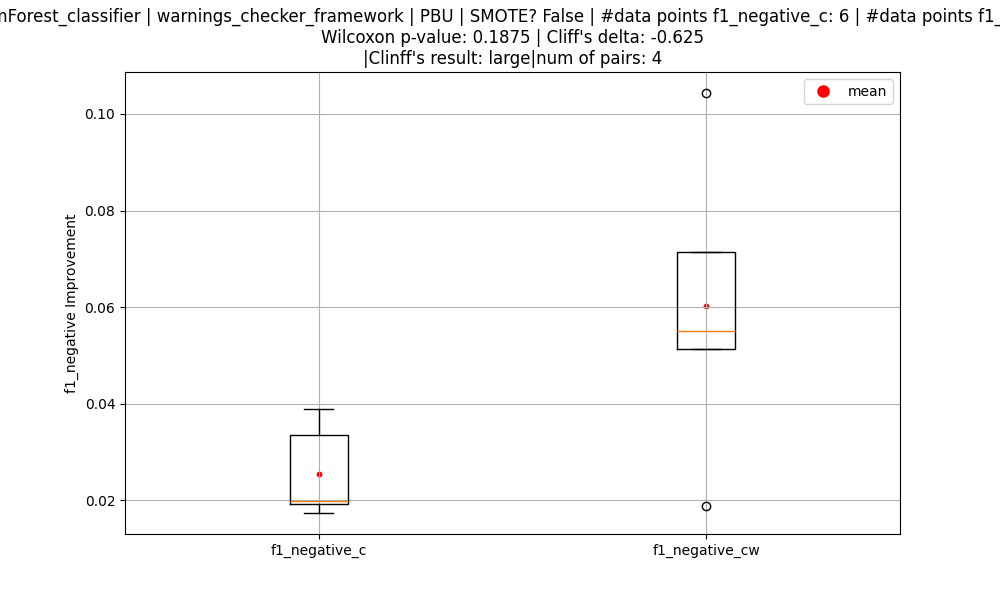 mForest_classifier | warnings_checker_framework | PBU | SMOTE? False | #data points f1_negative_c: 6 | #data points f1_
Wilcoxon p-value: 0.1875 | Cliff's delta: -0.625
|Clinff's result: large|num of pairs: 4
mean
0.10
0.08
0.06
0.04
0.02
f1_negative Improvement
f1_negative_c
f1_negative_cw